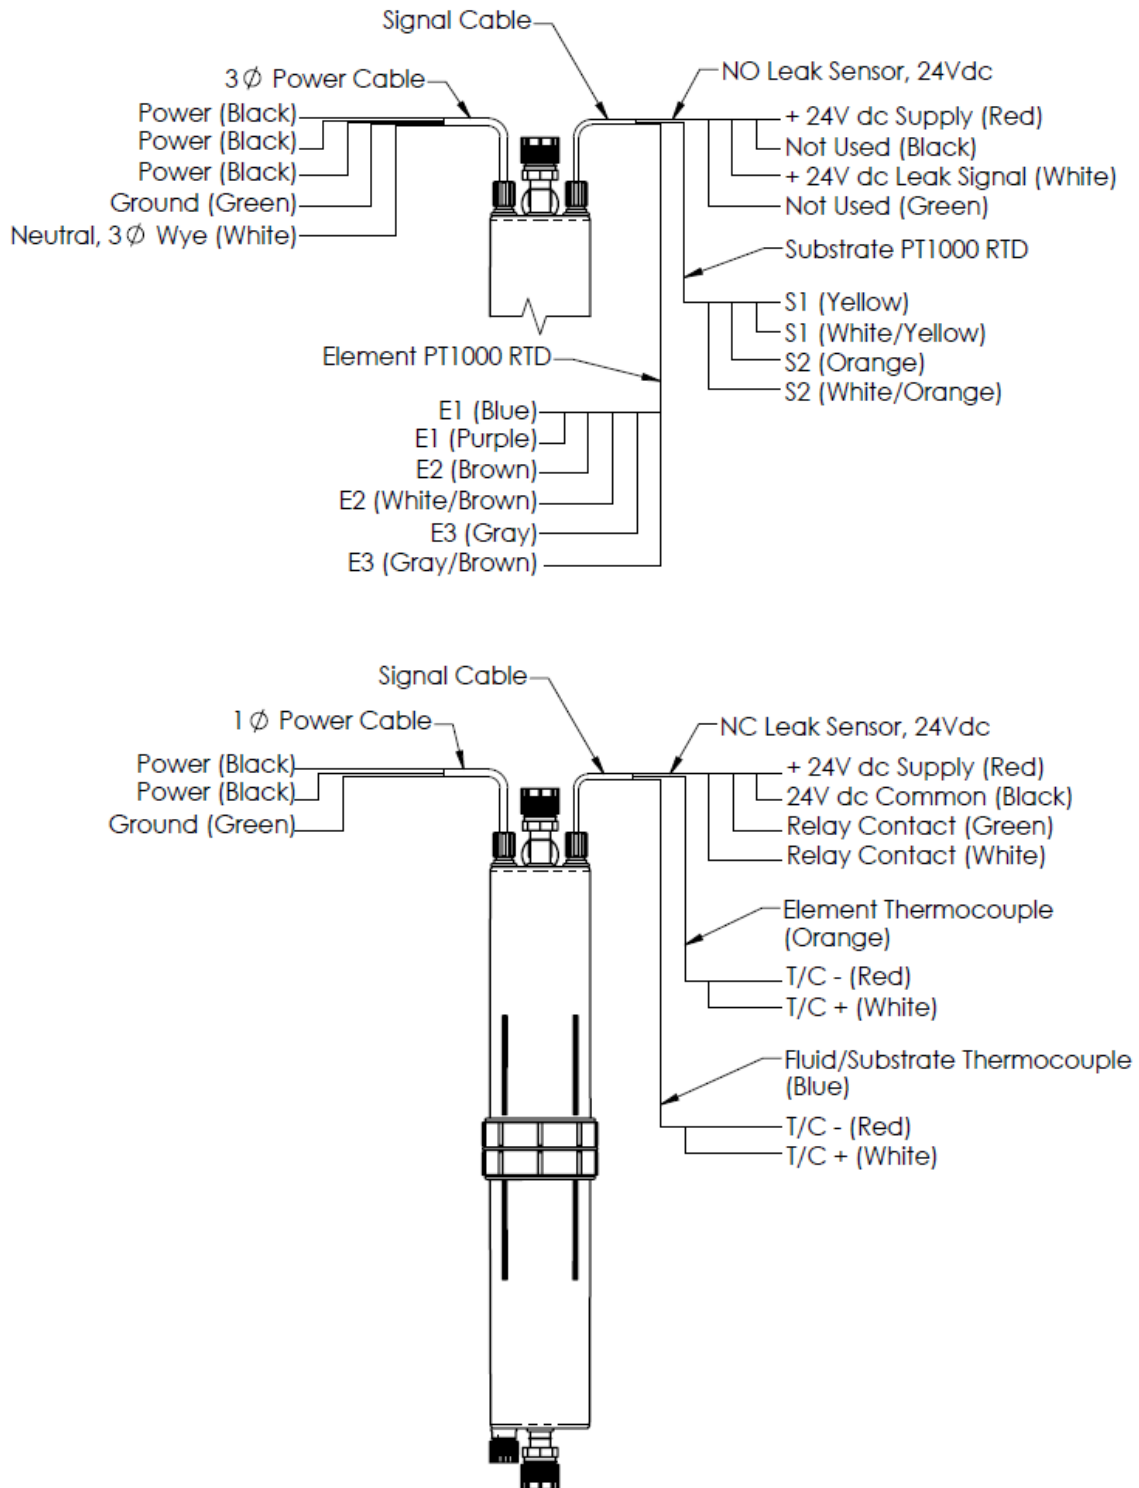 Signal Cable
3∅ Power Cable
NO Leak Sensor, 24Vdc
Power (Black)
Power (Black)
Power (Black)
Ground (Green)
Neutral, 3∅ Wye (White)
+ 24V dc Supply (Red)
Not Used (Black)
+ 24V dc Leak Signal (White)
Not Used (Green)
Substrate PT1000 RTD
S1 (Yellow)
S1 (White/Yellow)
S2 (Orange)
S2 (White/Orange)
Element PT1000 RTD
E1 (Blue)
E1 (Purple)
E2 (Brown)
E2 (White/Brown)
E3 (Gray)
E3 (Gray/Brown)
Signal Cable
1∅ Power Cable
NC Leak Sensor, 24Vdc
Power (Black)
Power (Black)
Ground (Green)
+ 24V dc Supply (Red)
24V dc Common (Black)
Relay Contact (Green)
Relay Contact (White)
Element Thermocouple
(Orange)
T/C - (Red)
T/C + (White)
Fluid/Substrate Thermocouple
(Blue)
T/C - (Red)
T/C + (White)